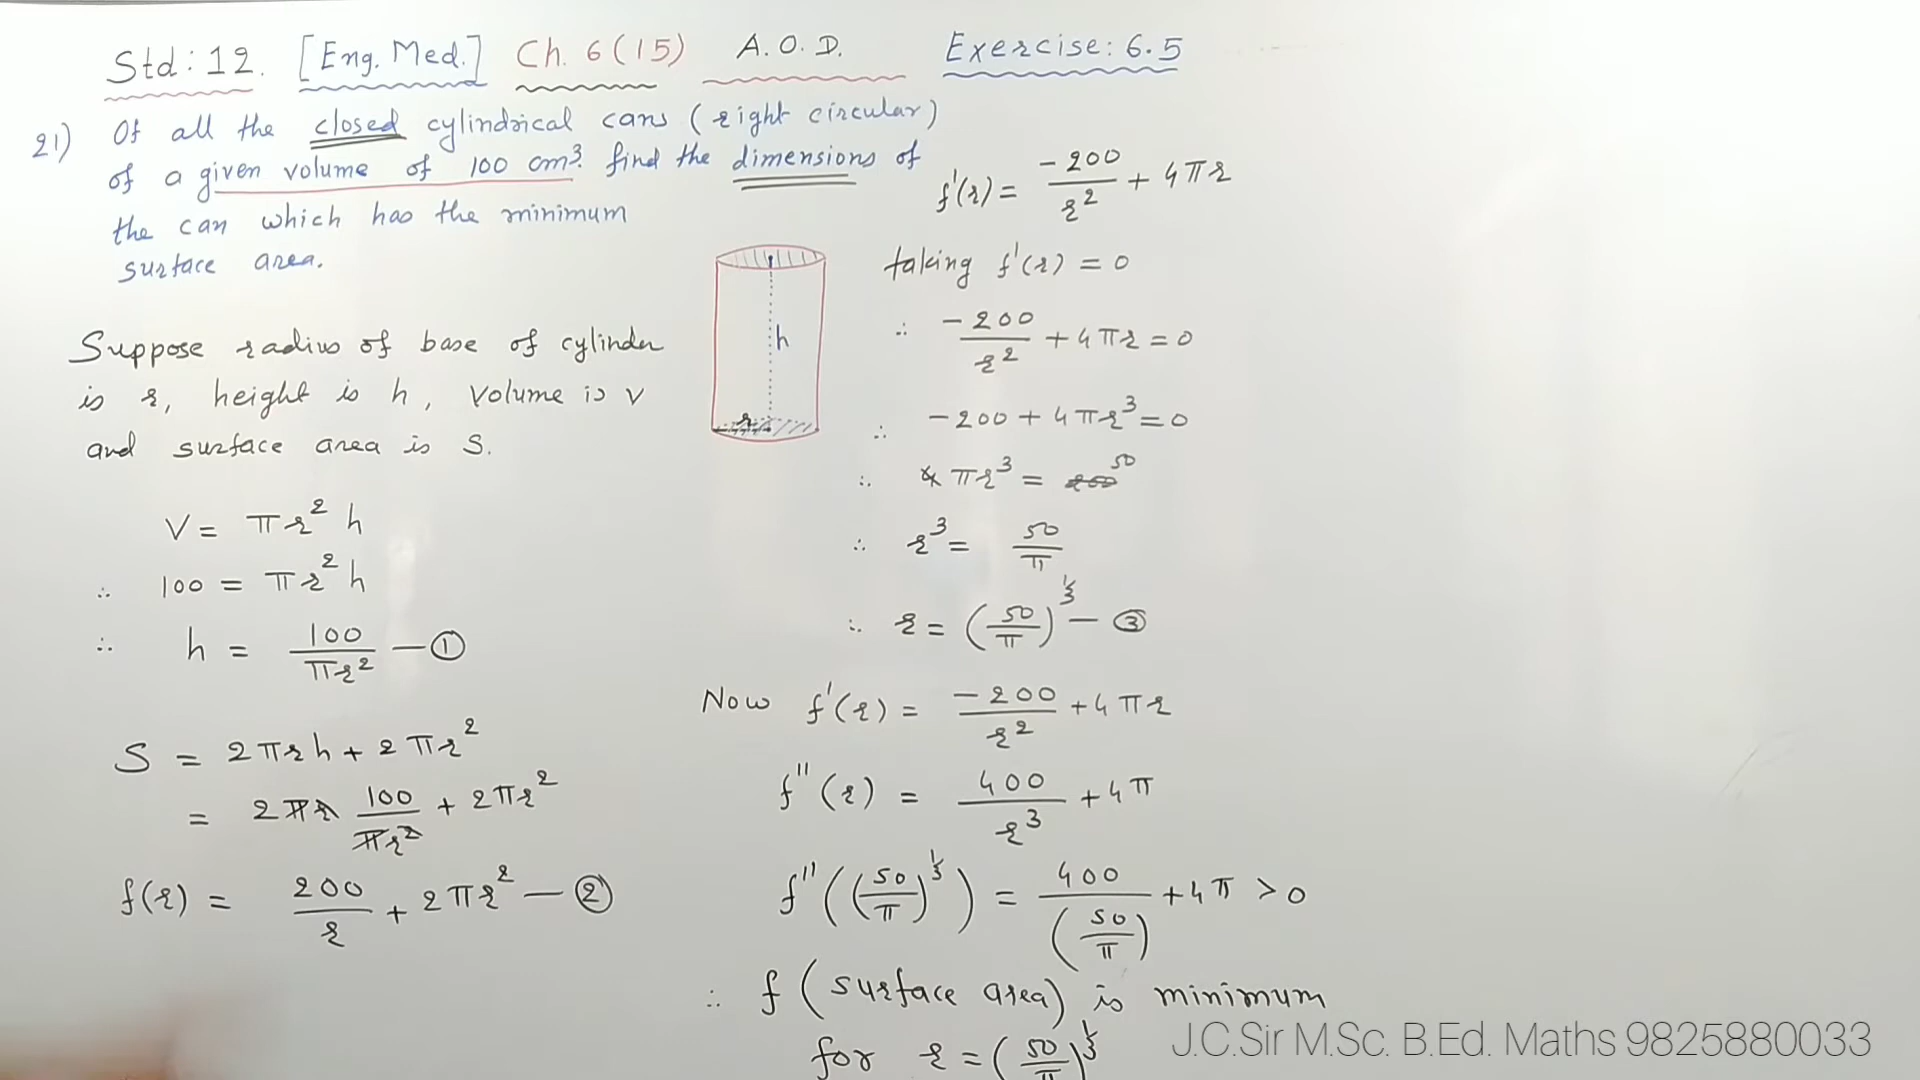 Std: 12. [Eng. Med.] Ch. 6 (15) A. O. D. Exercise: 6.5
21) Of all the closed cylindrical cans (right circular)
of a given volume of 100 cm³. find the dimensions of
the can which has the minimum
surface area.
h
r
Suppose radius of base of cylinder
is r, height is h, Volume is V
and surface area is S.
V = πr² h
∴ 100 = πr² h
∴ h = 100/πr² — ①
S = 2πrh + 2πr²
= 2πr 100/πr² + 2πr²
f(r) = 200/r + 2πr² — ②
f'(r) = -200/r² + 4πr
taking f'(r) = 0
∴ -200/r² + 4πr = 0
∴ -200 + 4πr³ = 0
∴ 4πr³ = 200 50
∴ r³ = 50/π
∴ r = (50/π)^1/3 — ③
Now f'(r) = -200/r² + 4πr
f''(r) = 400/r³ + 4π
f''((50/π)^1/3) = 400/(50/π) + 4π > 0
∴ f (surface area) is minimum
for r = (50/π)^1/3
J.C.Sir M.Sc. B.Ed. Maths 9825880033